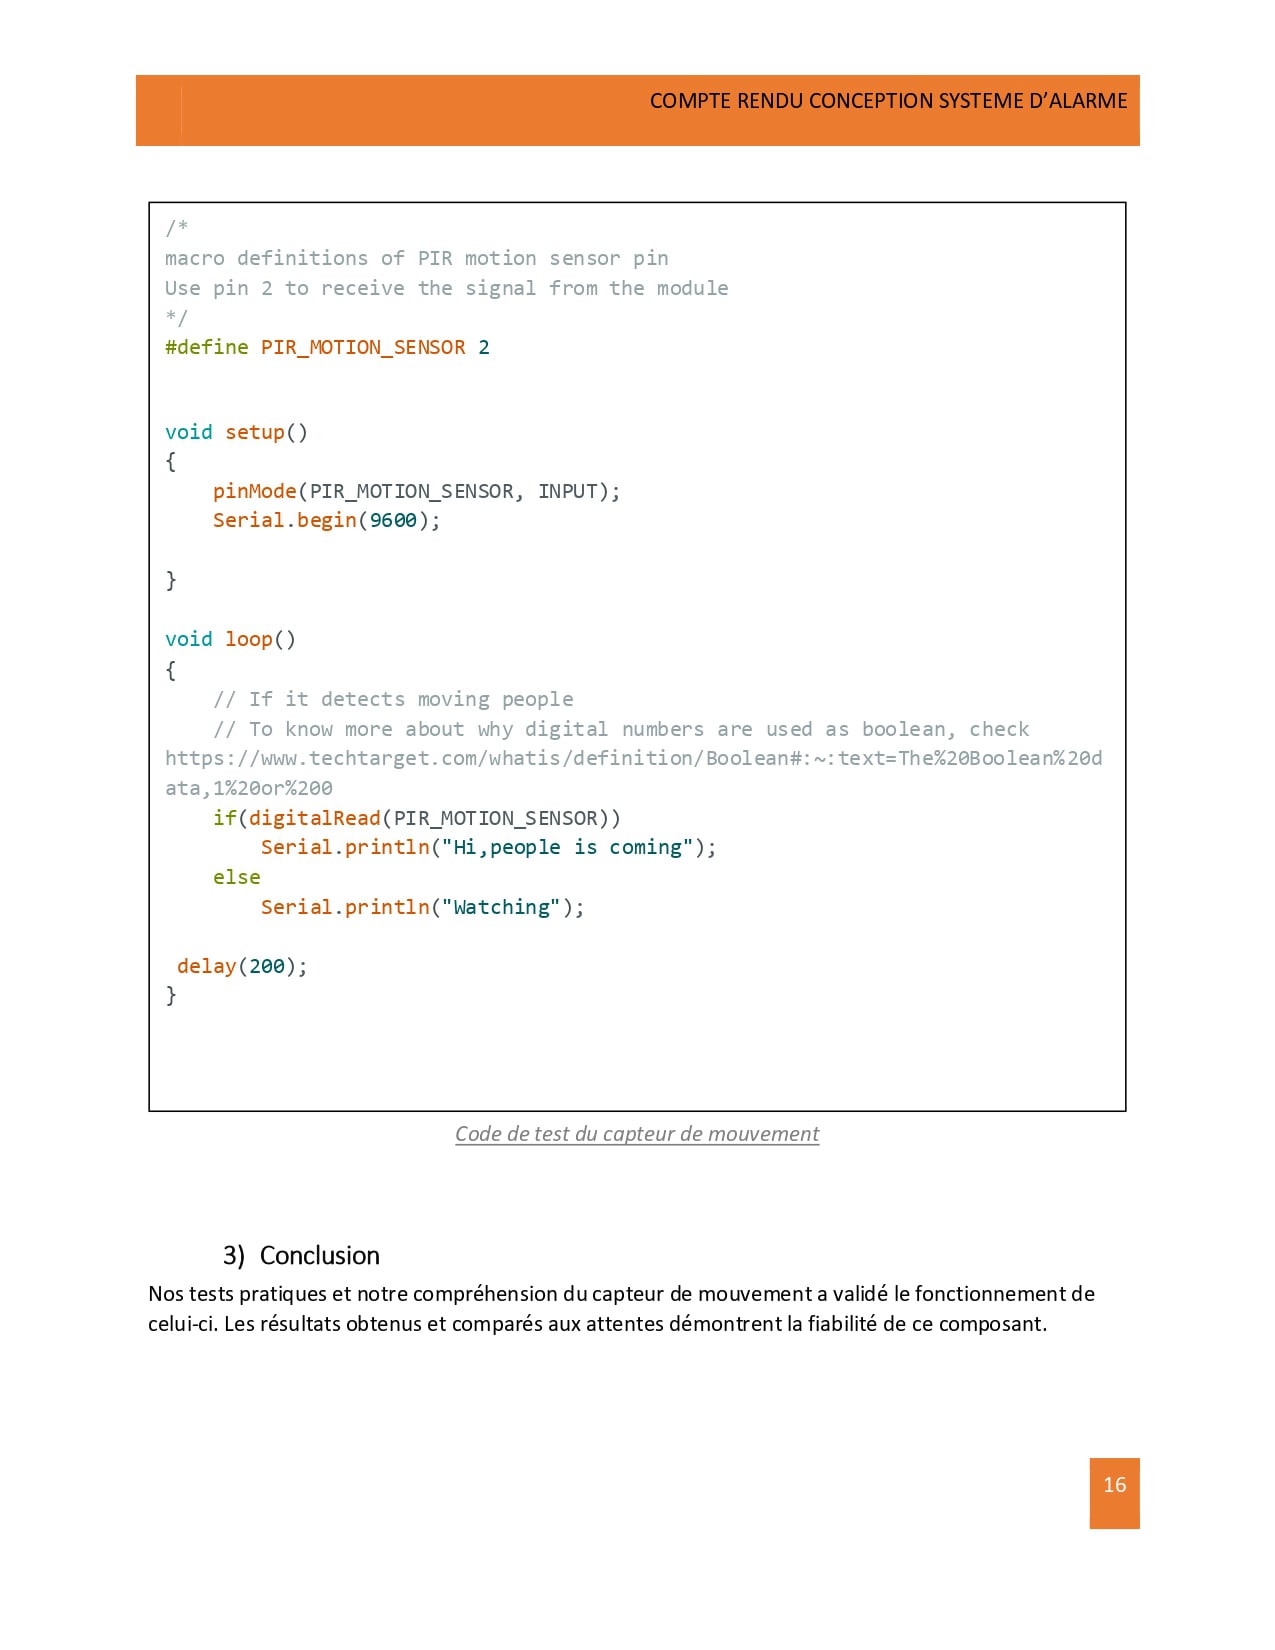 COMPTE RENDU CONCEPTION SYSTEME D’ALARME
/*
macro definitions of PIR motion sensor pin
Use pin 2 to receive the signal from the module
*/
#define PIR_MOTION_SENSOR 2
void setup()
{
    pinMode(PIR_MOTION_SENSOR, INPUT);
    Serial.begin(9600);
}
void loop()
{
    // If it detects moving people
    // To know more about why digital numbers are used as boolean, check
https://www.techtarget.com/whatis/definition/Boolean#:~:text=The%20Boolean%20d
ata,1%20or%200
    if(digitalRead(PIR_MOTION_SENSOR))
        Serial.println("Hi,people is coming");
    else
        Serial.println("Watching");
 delay(200);
}
Code de test du capteur de mouvement
3) Conclusion
Nos tests pratiques et notre compréhension du capteur de mouvement a validé le fonctionnement de
celui-ci. Les résultats obtenus et comparés aux attentes démontrent la fiabilité de ce composant.
16